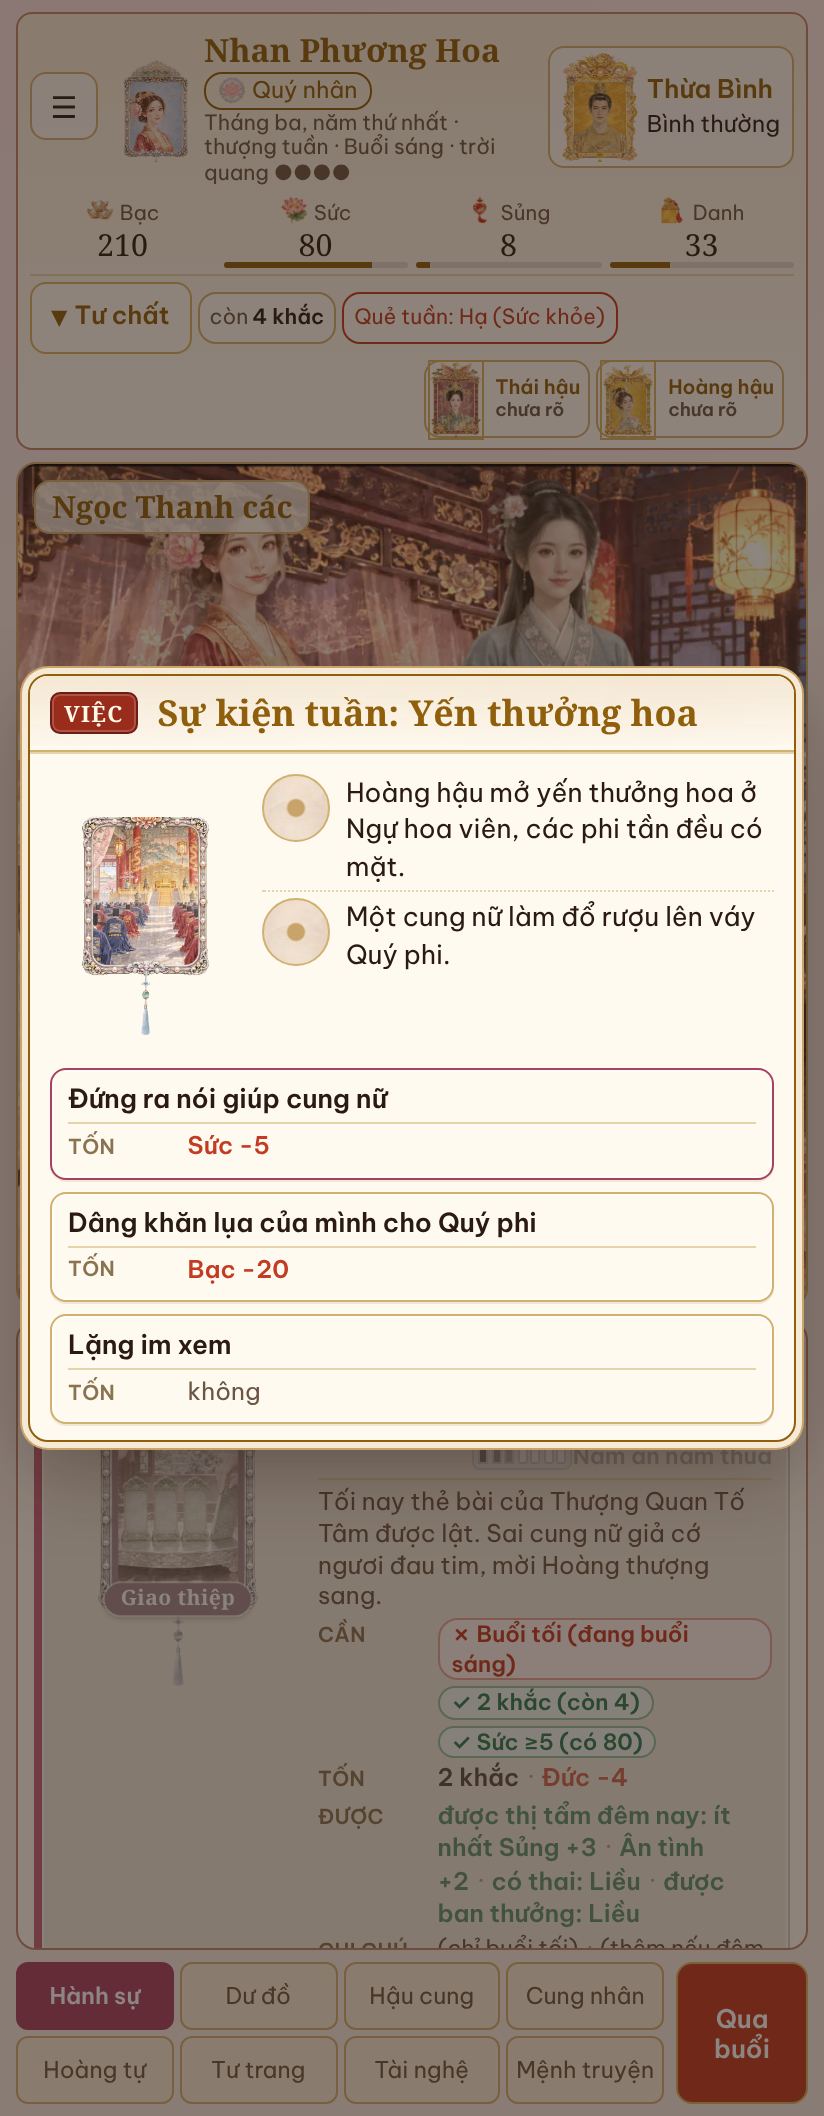 ☰
Nhan Phương Hoa
Quý nhân
Tháng ba, năm thứ nhất ·
thượng tuần · Buổi sáng · trời
quang ●●●●
Thừa Bình
Bình thường
Bạc
210
Sức
80
Sủng
8
Danh
33
▼ Tư chất
còn 4 khắc
Quẻ tuần: Hạ (Sức khỏe)
Thái hậu
chưa rõ
Hoàng hậu
chưa rõ
Ngọc Thanh các
VIỆC
Sự kiện tuần: Yến thưởng hoa
Hoàng hậu mở yến thưởng hoa ở
Ngự hoa viên, các phi tần đều có
mặt.
Một cung nữ làm đổ rượu lên váy
Quý phi.
Đứng ra nói giúp cung nữ
TỐN Sức -5
Dâng khăn lụa của mình cho Quý phi
TỐN Bạc -20
Lặng im xem
TỐN không
Năm ăn năm thua
Tối nay thẻ bài của Thượng Quan Tố
Tâm được lật. Sai cung nữ giả cớ
ngươi đau tim, mời Hoàng thượng
sang.
Giao thiệp
CẦN
× Buổi tối (đang buổi
sáng)
✓ 2 khắc (còn 4)
✓ Sức ≥5 (có 80)
TỐN 2 khắc · Đức -4
ĐƯỢC được thị tẩm đêm nay: ít
nhất Sủng +3 · Ân tình
+2 · có thai: Liều · được
ban thưởng: Liều
GHI CHÚ (chỉ buổi tối) · (thêm nếu đêm
Hành sự
Dư đồ
Hậu cung
Cung nhân
Hoàng tự
Tư trang
Tài nghệ
Mệnh truyện
Qua
buổi